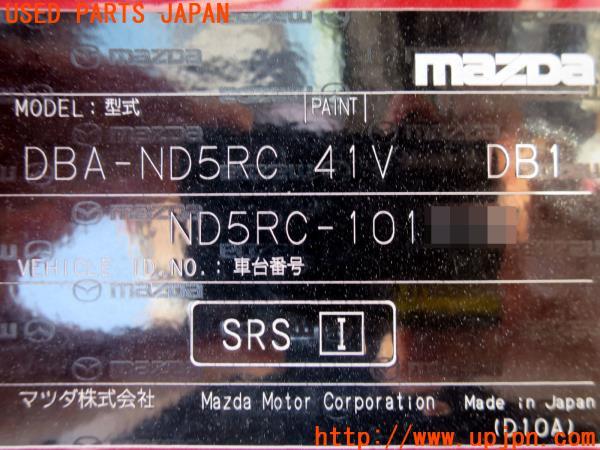 USED PARTS JAPAN
mazda
MODEL: 型式 PAINT
DBA-ND5RC 41V DB1
ND5RC-101
VEHICLE ID.NO.: 車台番号
SRS I
マツダ株式会社 Mazda Motor Corporation Made in Japan
(D10A)
http://www.upjpn.com/